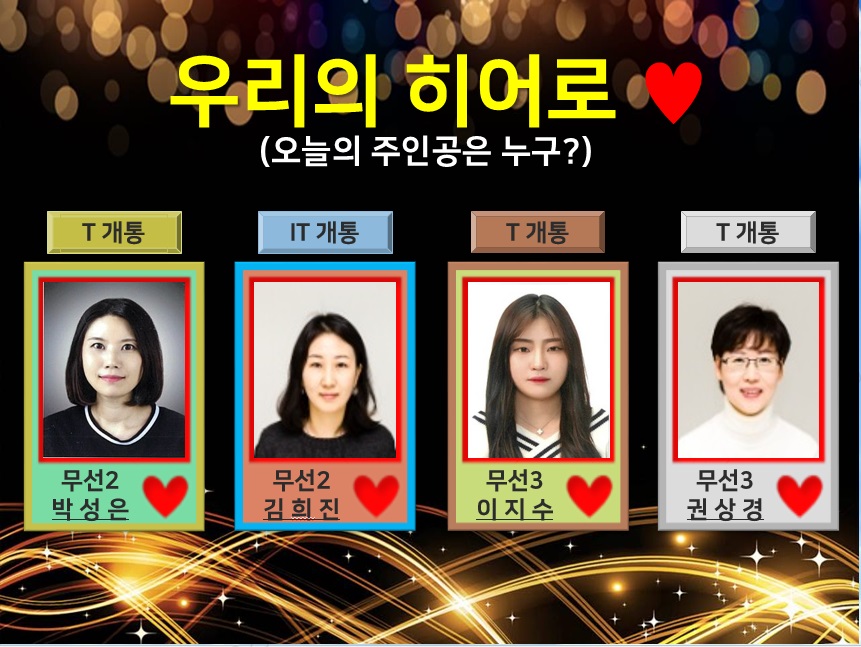 우리의 히어로
(오늘의 주인공은 누구?)
T 개통
IT 개통
T 개통
T 개통
무선2
박 성 은
무선2
김 희 진
무선3
이 지 수
무선3
권 상 경